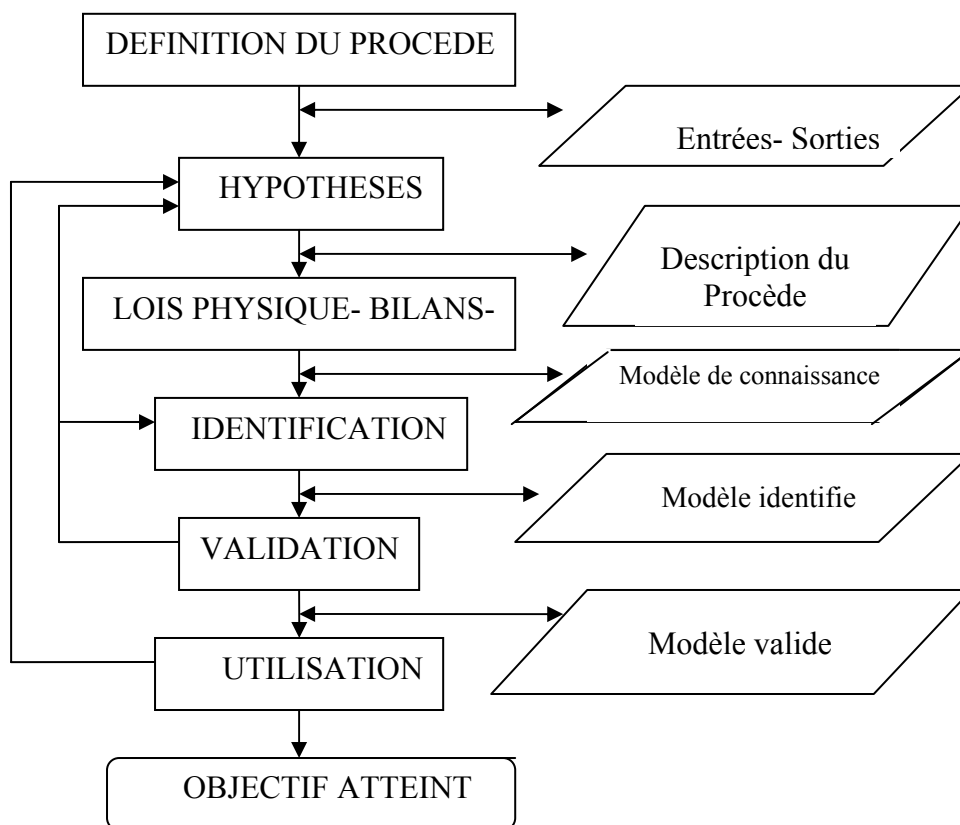 DEFINITION DU PROCEDE
Entrées- Sorties
HYPOTHESES
Description du
Procède
LOIS PHYSIQUE- BILANS-
Modèle de connaissance
IDENTIFICATION
Modèle identifie
VALIDATION
Modèle valide
UTILISATION
OBJECTIF ATTEINT